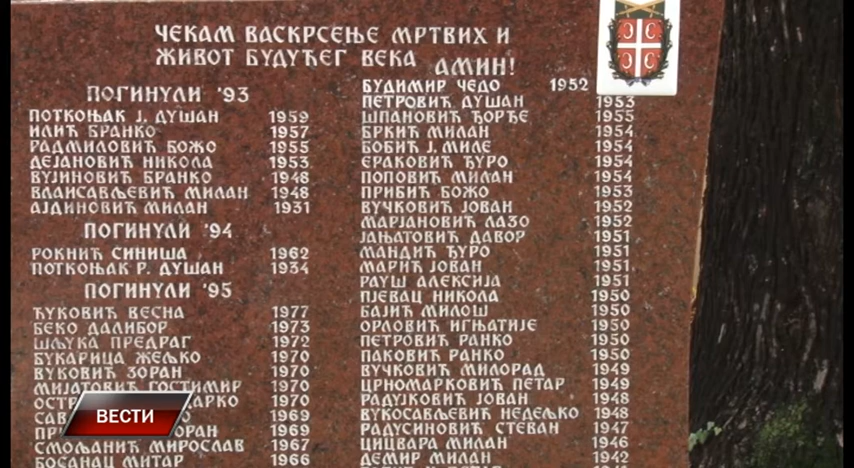 ЧЕКАМ ВАСКРСЕЊЕ МРТВИХ И
ЖИВОТ БУДУЋЕГ ВЕКА АМИН!
ПОГИНУЛИ '93
ПОТКОЊАК Ј. ДУШАН 1959
ИЛИЋ БРАНКО 1957
РАДМИЛОВИЋ БОЖО 1955
ДЕЈАНОВИЋ НИКОЛА 1953
ВУЈИНОВИЋ БРАНКО 1948
ВЛАИСАВЉЕВИЋ МИЛАН 1948
АЈДИНОВИЋ МИЛАН 1931
ПОГИНУЛИ '94
РОКНИЋ СИНИША 1962
ПОТКОЊАК Р. ДУШАН 1934
ПОГИНУЛИ '95
ЂУКОВИЋ ВЕСНА 1977
БЕКО ДАЛИБОР 1973
ШЉУКА ПРЕДРАГ 1972
БУКАРИЦА ЖЕЉКО 1970
ВУКОВИЋ ЗОРАН 1970
МИЈАТОВИЋ ГОСТИМИР 1970
1970
1969
1969
СМОЉАНИЋ МИРОСЛАВ 1967
БОСАНАЦ МИТАР 1966
БУДИМИР ЧЕДО 1952
ПЕТРОВИЋ ДУШАН 1953
ШПАНОВИЋ ЂОРЂЕ 1955
БРКИЋ МИЛАН 1954
БОБИЋ Ј. МИЛЕ 1954
ЕРАКОВИЋ ЂУРО 1954
ПОПОВИЋ МИЛАН 1954
ПРИБИЋ БОЖО 1953
ВУЧКОВИЋ ЈОВАН 1952
МАРЈАНОВИЋ ЛАЗО 1952
ЈАЊАТОВИЋ ДАВОР 1951
МАНДИЋ ЂУРО 1951
МАРИЋ ЈОВАН 1951
РАУШ АЛЕКСИЈА 1951
ПЈЕВАЦ НИКОЛА 1950
БАЈИЋ МИЛОШ 1950
ОРЛОВИЋ ИГЊАТИЈЕ 1950
ПЕТРОВИЋ РАНКО 1950
ПАКОВИЋ РАНКО 1950
ВУЧКОВИЋ МИЛОРАД 1949
ЦРНОМАРКОВИЋ ПЕТАР 1949
РАДУЈКОВИЋ ЈОВАН 1948
ВУКОСАВЉЕВИЋ НЕДЕЉКО 1948
РАДУСИНОВИЋ СТЕВАН 1947
ЦИЦВАРА МИЛАН 1946
ДЕМИР МИЛАН 1942
ВЕСТИ